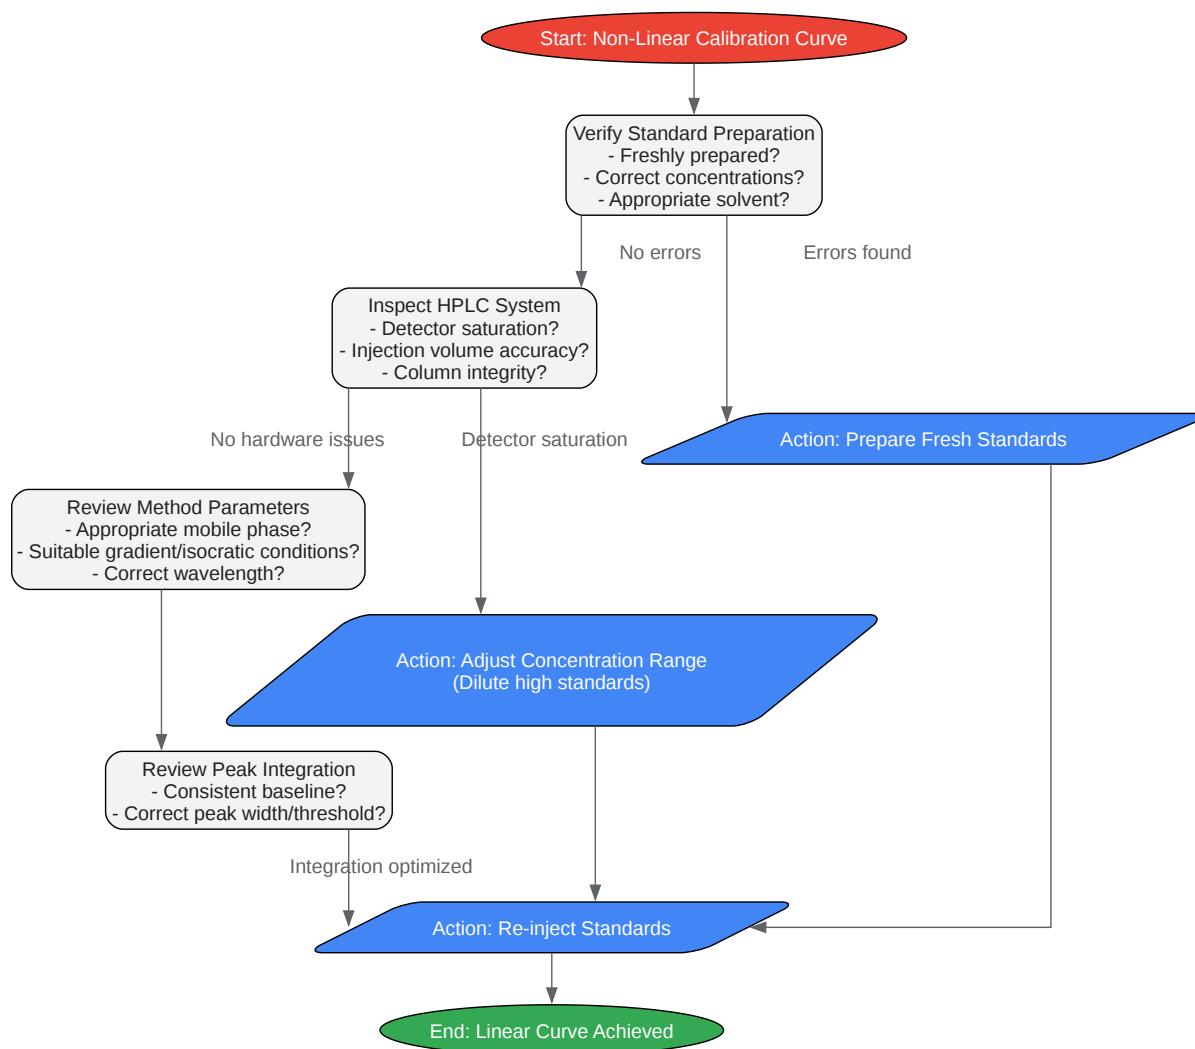 Start: Non-Linear Calibration Curve
Verify Standard Preparation
- Freshly prepared?
- Correct concentrations?
- Appropriate solvent?
No errors
Errors found
Inspect HPLC System
- Detector saturation?
- Injection volume accuracy?
- Column integrity?
No hardware issues
Detector saturation
Action: Prepare Fresh Standards
Review Method Parameters
- Appropriate mobile phase?
- Suitable gradient/isocratic conditions?
- Correct wavelength?
Action: Adjust Concentration Range
(Dilute high standards)
Review Peak Integration
- Consistent baseline?
- Correct peak width/threshold?
Integration optimized
Action: Re-inject Standards
End: Linear Curve Achieved